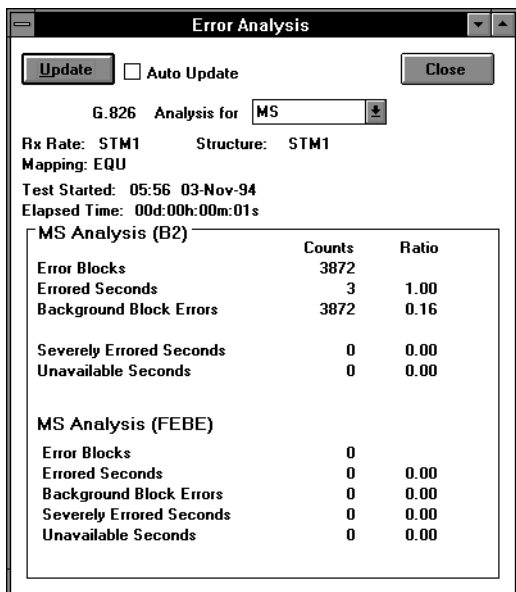 Error Analysis
Update Auto Update Close
G.826 Analysis for MS
Rx Rate: STM1 Structure: STM1
Mapping: EQU
Test Started: 05:56 03-Nov-94
Elapsed Time: 00d:00h:00m:01s
MS Analysis (B2)
Counts Ratio
Error Blocks 3872
Errored Seconds 3 1.00
Background Block Errors 3872 0.16
Severely Errored Seconds 0 0.00
Unavailable Seconds 0 0.00
MS Analysis (FEBE)
Error Blocks 0
Errored Seconds 0 0.00
Background Block Errors 0 0.00
Severely Errored Seconds 0 0.00
Unavailable Seconds 0 0.00